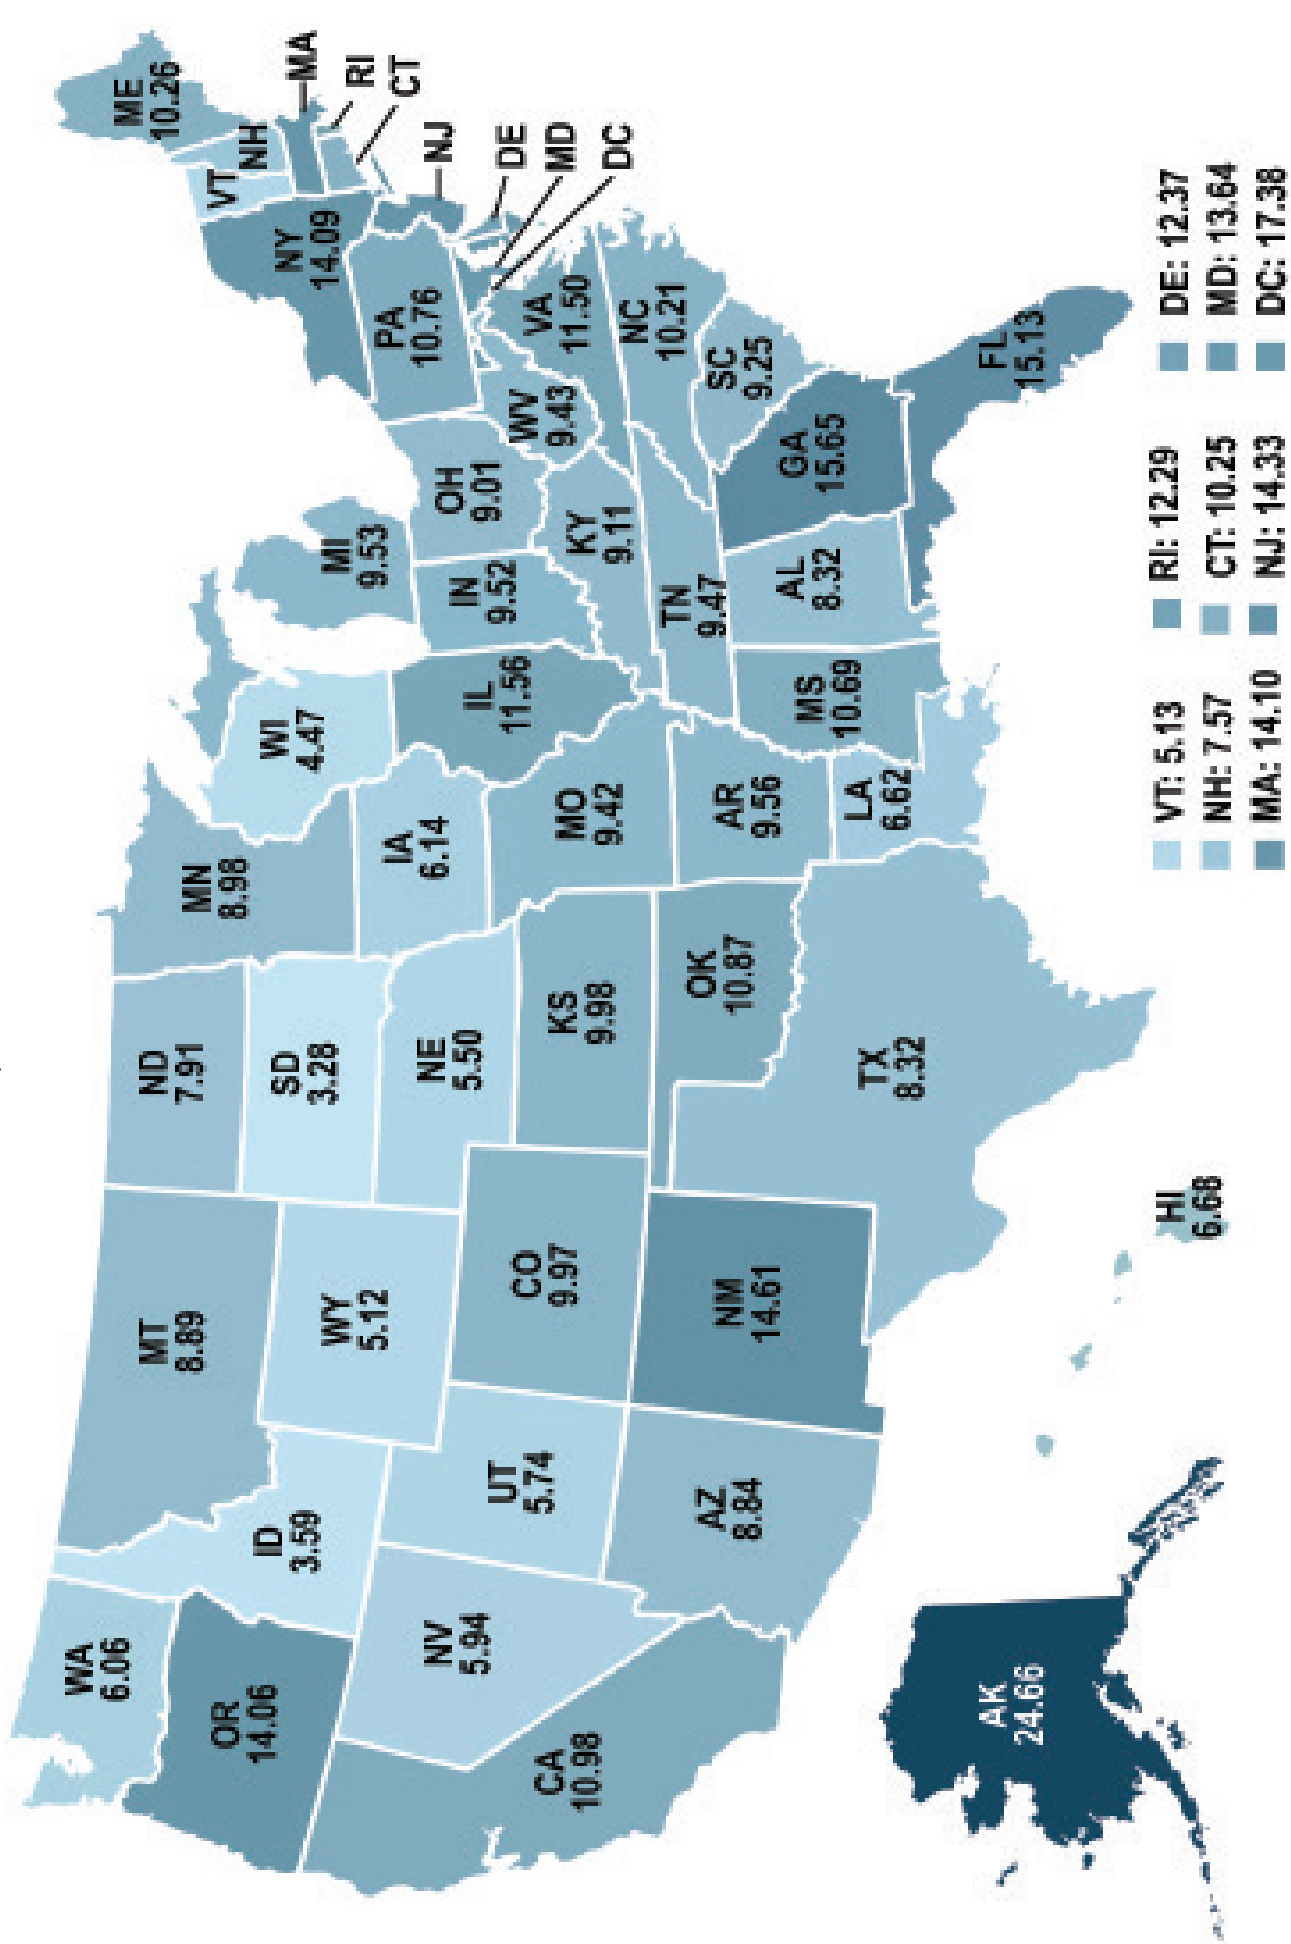 WA
6.06
OR
14.06
CA
10.98
NV
5.94
ID
3.59
MT
8.89
WY
5.12
UT
5.74
AZ
8.84
CO
9.97
NM
14.61
ND
7.91
SD
3.28
NE
5.50
KS
9.98
OK
10.87
TX
8.32
MN
8.98
IA
6.14
MO
9.42
AR
9.56
LA
6.62
WI
4.47
IL
11.56
MS
10.69
MI
9.53
IN
9.52
OH
9.01
KY
9.11
TN
9.47
AL
8.32
GA
15.65
FL
15.13
SC
9.25
NC
10.21
VA
11.50
WV
9.43
PA
10.76
NY
14.09
VT
NH
ME
10.26
MA
RI
CT
NJ
DE
MD
DC
AK
24.66
HI
6.68
VT: 5.13
NH: 7.57
MA: 14.10
RI: 12.29
CT: 10.25
NJ: 14.33
DE: 12.37
MD: 13.64
DC: 17.38